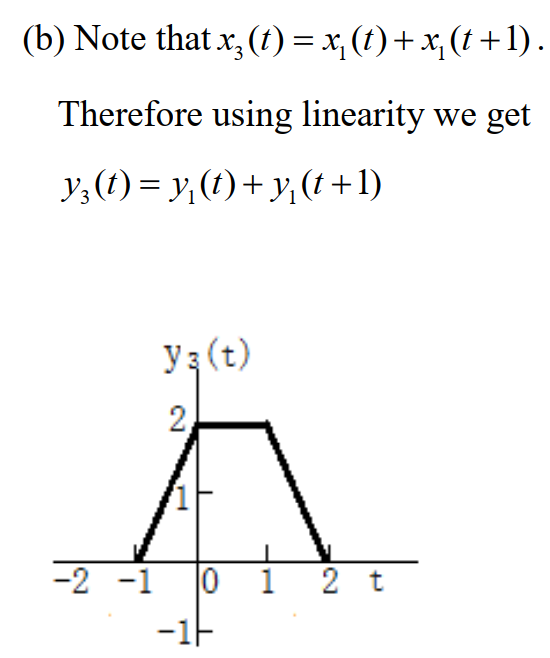 (b) Note that x₃(t) = x₁(t) + x₁(t + 1).
Therefore using linearity we get
y₃(t) = y₁(t) + y₁(t + 1)
y₃(t)
2
1
-2 -1 0 1 2 t
-1